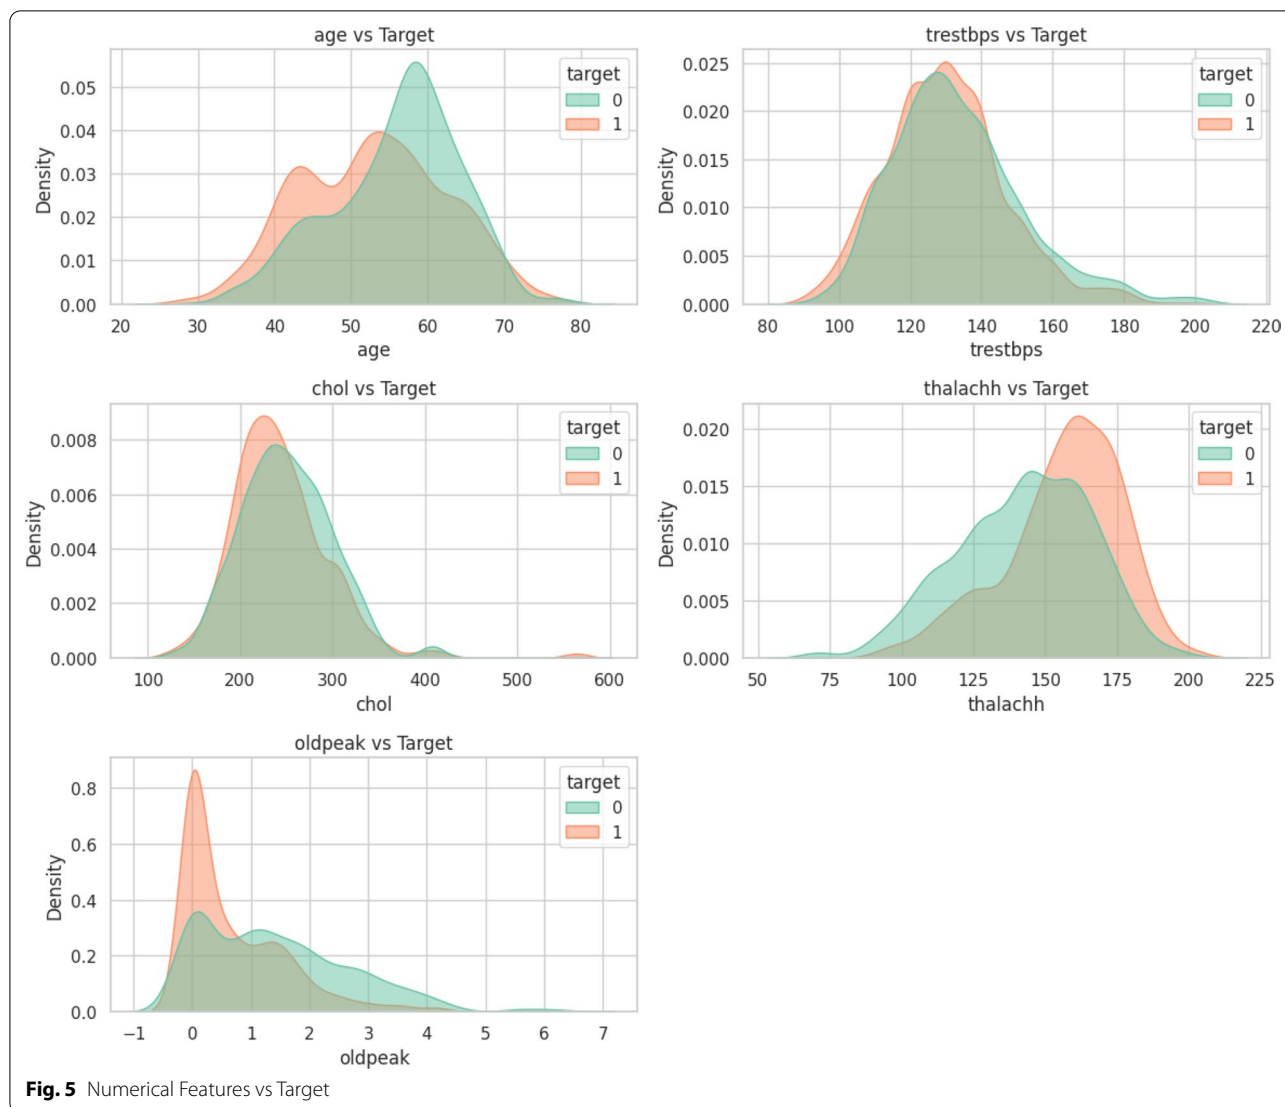 age vs Target
target
0
1
Density
0.05
0.04
0.03
0.02
0.01
0.00
20 30 40 50 60 70 80
age
trestbps vs Target
target
0
1
Density
0.025
0.020
0.015
0.010
0.005
0.000
80 100 120 140 160 180 200 220
trestbps
chol vs Target
target
0
1
Density
0.008
0.006
0.004
0.002
0.000
100 200 300 400 500 600
chol
thalachh vs Target
target
0
1
Density
0.020
0.015
0.010
0.005
0.000
50 75 100 125 150 175 200 225
thalachh
oldpeak vs Target
target
0
1
Density
0.8
0.6
0.4
0.2
0.0
−1 0 1 2 3 4 5 6 7
oldpeak
Fig. 5 Numerical Features vs Target